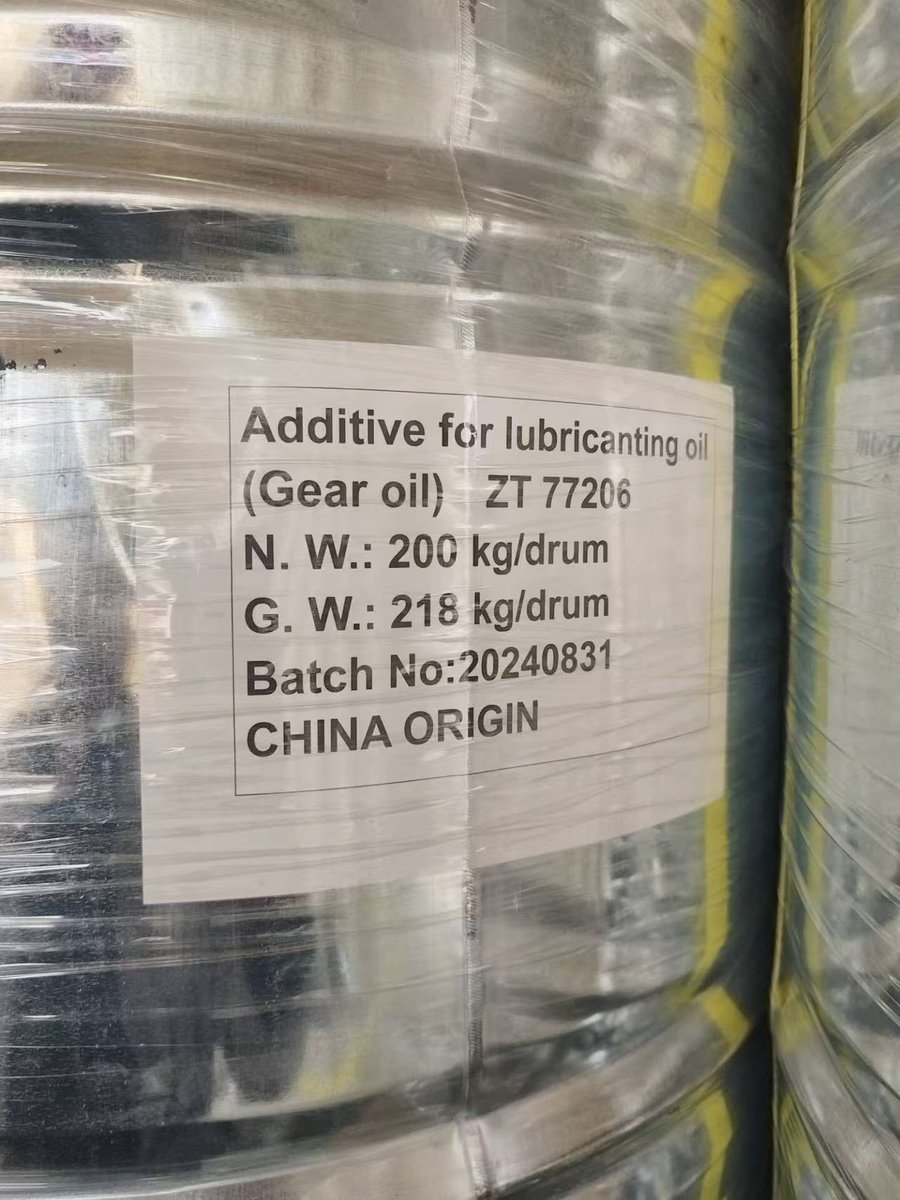 Additive for lubricanting oil
(Gear oil) ZT 77206
N. W.: 200 kg/drum
G. W.: 218 kg/drum
Batch No:20240831
CHINA ORIGIN